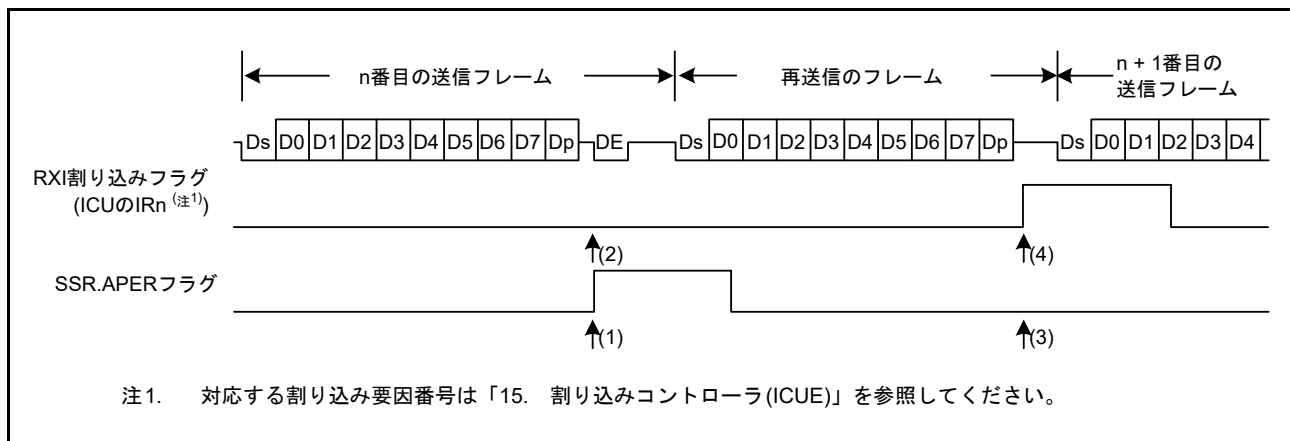 n番目の送信フレーム
再送信のフレーム
n + 1番目の
送信フレーム
Ds D0 D1 D2 D3 D4 D5 D6 D7 Dp DE Ds D0 D1 D2 D3 D4 D5 D6 D7 Dp Ds D0 D1 D2 D3 D4
RXI割り込みフラグ
(ICUのIRn (注1))
(2) (4)
SSR.APERフラグ
(1) (3)
注1. 対応する割り込み要因番号は「15. 割り込みコントローラ(ICUE)」を参照してください。